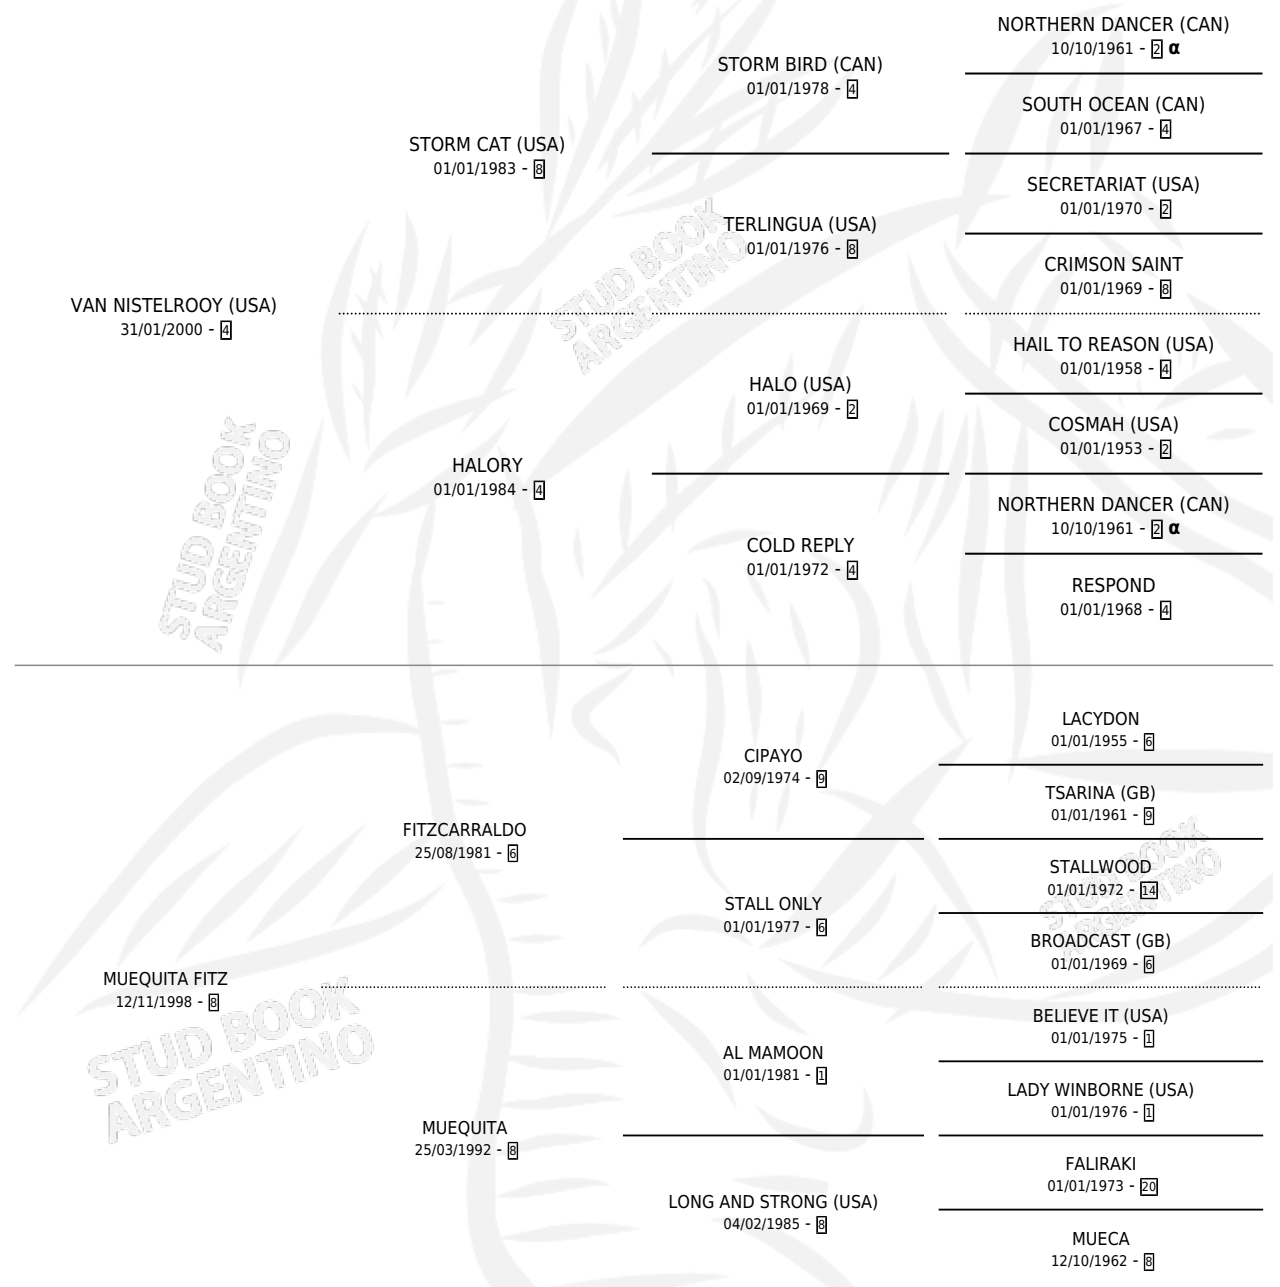 NORTHERN DANCER (CAN)
10/10/1961 - 2 α
STORM BIRD (CAN)
01/01/1978 - 4
SOUTH OCEAN (CAN)
01/01/1967 - 4
STORM CAT (USA)
01/01/1983 - 8
SECRETARIAT (USA)
01/01/1970 - 2
TERLINGUA (USA)
01/01/1976 - 8
CRIMSON SAINT
01/01/1969 - 8
VAN NISTELROOY (USA)
31/01/2000 - 4
HAIL TO REASON (USA)
01/01/1958 - 4
HALO (USA)
01/01/1969 - 2
COSMAH (USA)
01/01/1953 - 2
HALORY
01/01/1984 - 4
NORTHERN DANCER (CAN)
10/10/1961 - 2 α
COLD REPLY
01/01/1972 - 4
RESPOND
01/01/1968 - 4
LACYDON
01/01/1955 - 6
CIPAYO
02/09/1974 - 9
TSARINA (GB)
01/01/1961 - 9
FITZCARRALDO
25/08/1981 - 6
STALLWOOD
01/01/1972 - 14
STALL ONLY
01/01/1977 - 6
BROADCAST (GB)
01/01/1969 - 6
MUEQUITA FITZ
12/11/1998 - 8
BELIEVE IT (USA)
01/01/1975 - 1
AL MAMOON
01/01/1981 - 1
LADY WINBORNE (USA)
01/01/1976 - 1
MUEQUITA
25/03/1992 - 8
FALIRAKI
01/01/1973 - 20
LONG AND STRONG (USA)
04/02/1985 - 8
MUECA
12/10/1962 - 8
STUD BOOK
ARGENTINO
STUD BOOK
ARGENTINO
STUD BOOK
ARGENTINO
STUD BOOK
ARGENTINO